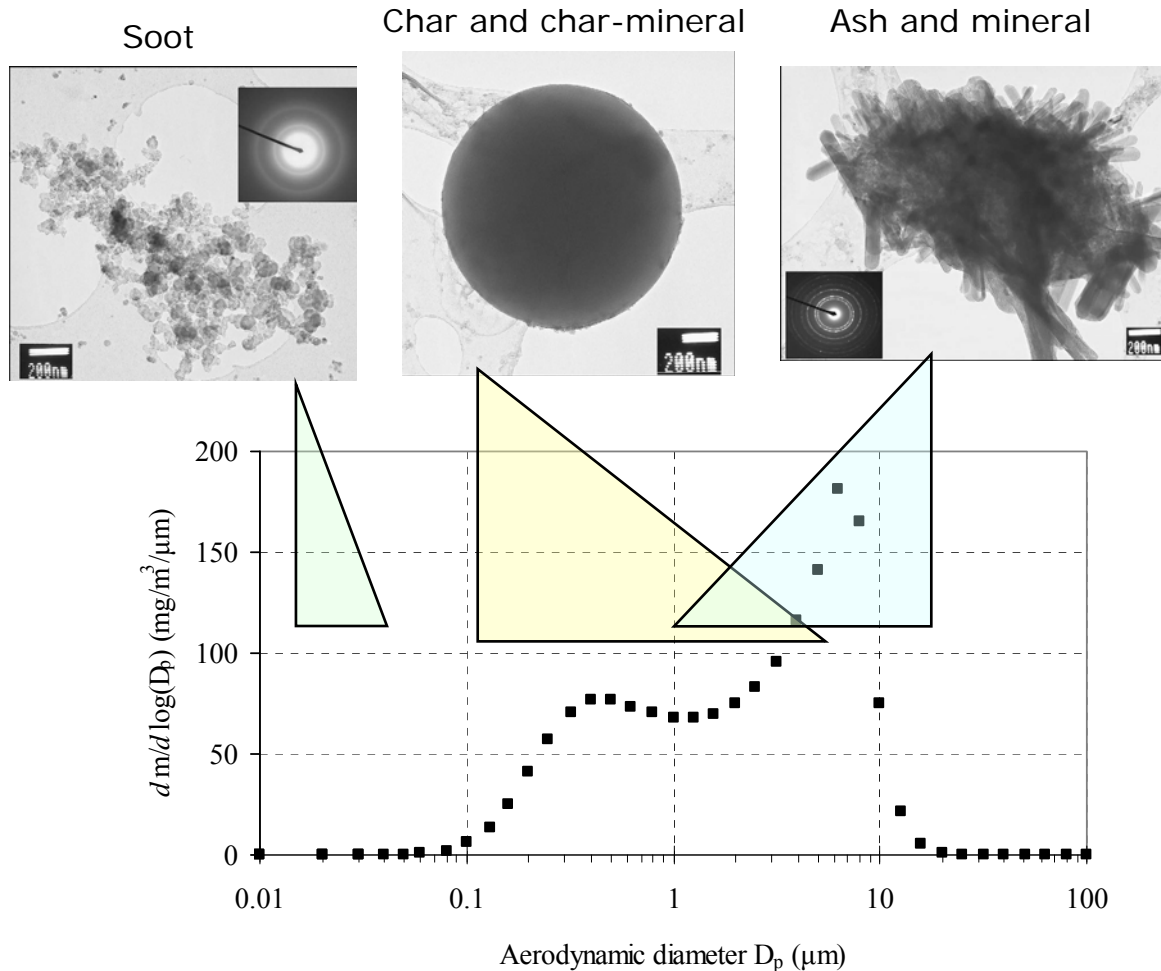 Soot
Char and char-mineral
Ash and mineral
200nm
200nm
200nm
200
150
100
50
0
d m/d log(Dp) (mg/m³/µm)
0.01
0.1
1
10
100
Aerodynamic diameter Dp (µm)